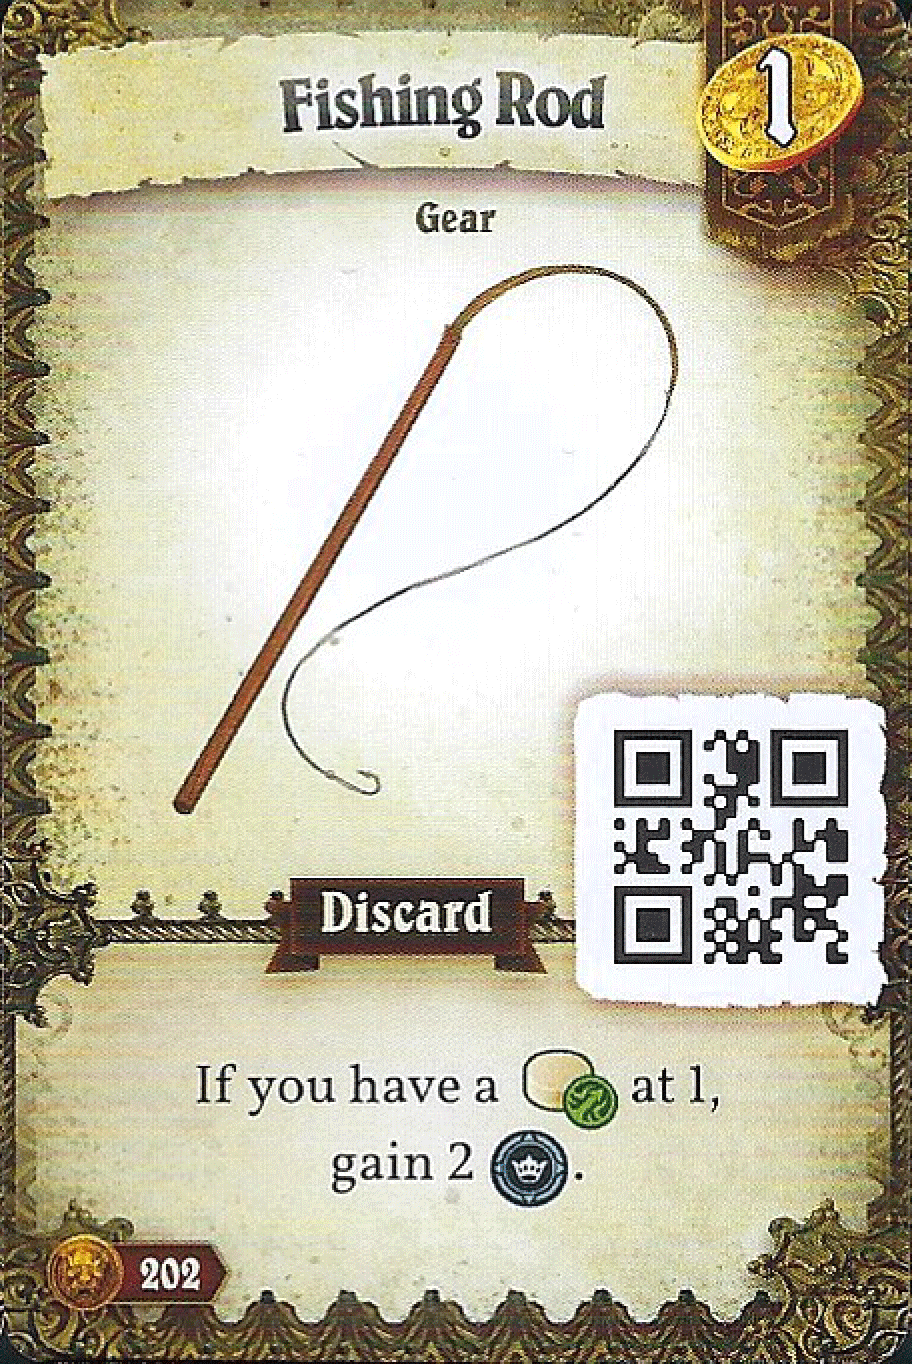 Fishing Rod
1
Gear
Discard
If you have a at 1,
gain 2 .
202